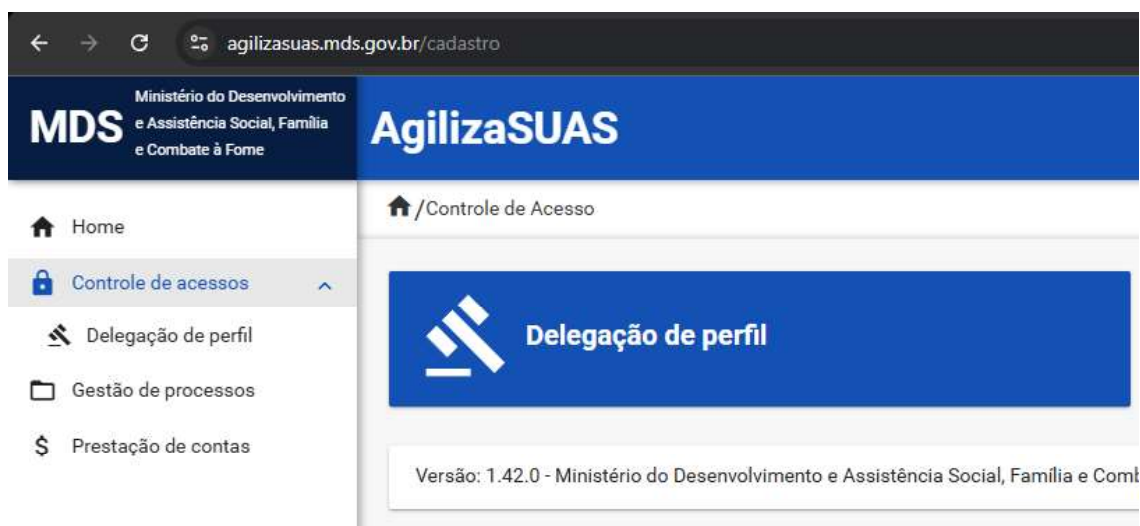 agilizasuas.mds.gov.br/cadastro
MDS
Ministério do Desenvolvimento
e Assistência Social, Família
e Combate à Fome
AgilizaSUAS
Home
Controle de acessos
Delegação de perfil
Gestão de processos
$ Prestação de contas
/Controle de Acesso
Delegação de perfil
Versão: 1.42.0 - Ministério do Desenvolvimento e Assistência Social, Família e